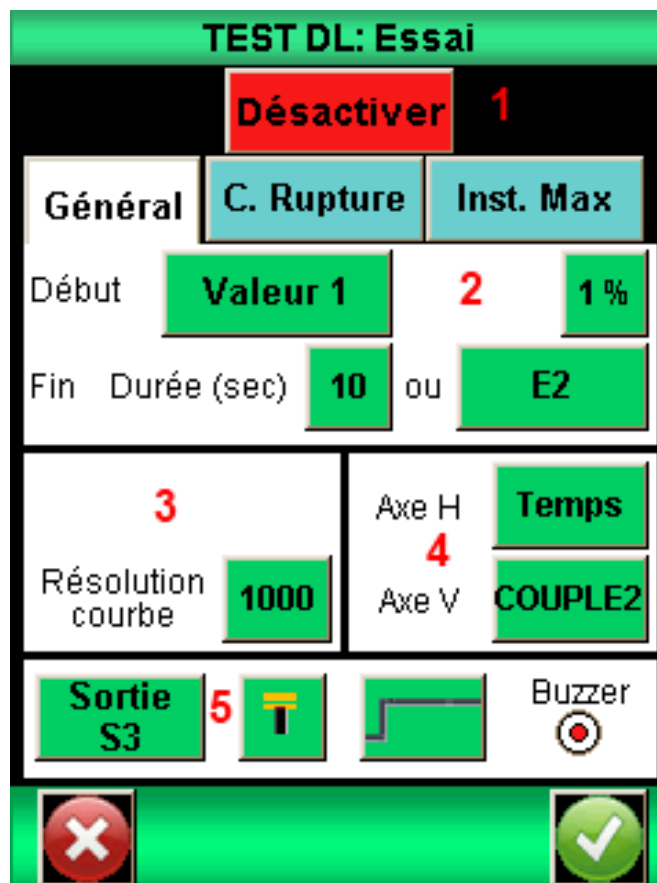 TEST DL: Essai
Désactiver 1
Général C. Rupture Inst. Max
Début Valeur 1 2 1 %
Fin Durée (sec) 10 ou E2
3
Résolution
courbe 1000
Axe H Temps
4
Axe V COUPLE2
Sortie
S3
5
Buzzer